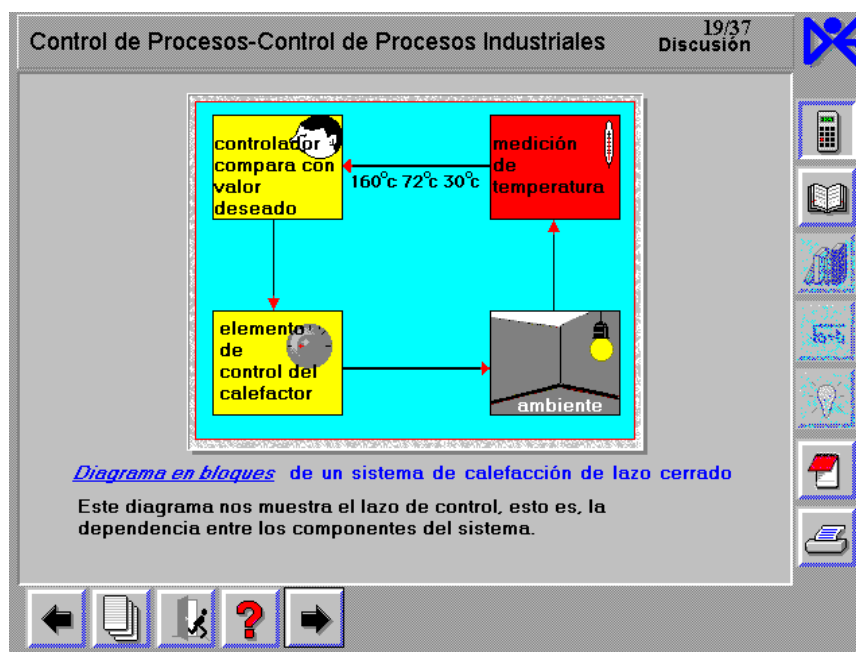 Control de Procesos-Control de Procesos Industriales
19/37
Discusión
controlador
compara con
valor
deseado
160°c 72°c 30°c
medición
de
temperatura
elemento
de
control del
calefactor
ambiente
Diagrama en bloques de un sistema de calefacción de lazo cerrado
Este diagrama nos muestra el lazo de control, esto es, la
dependencia entre los componentes del sistema.
?